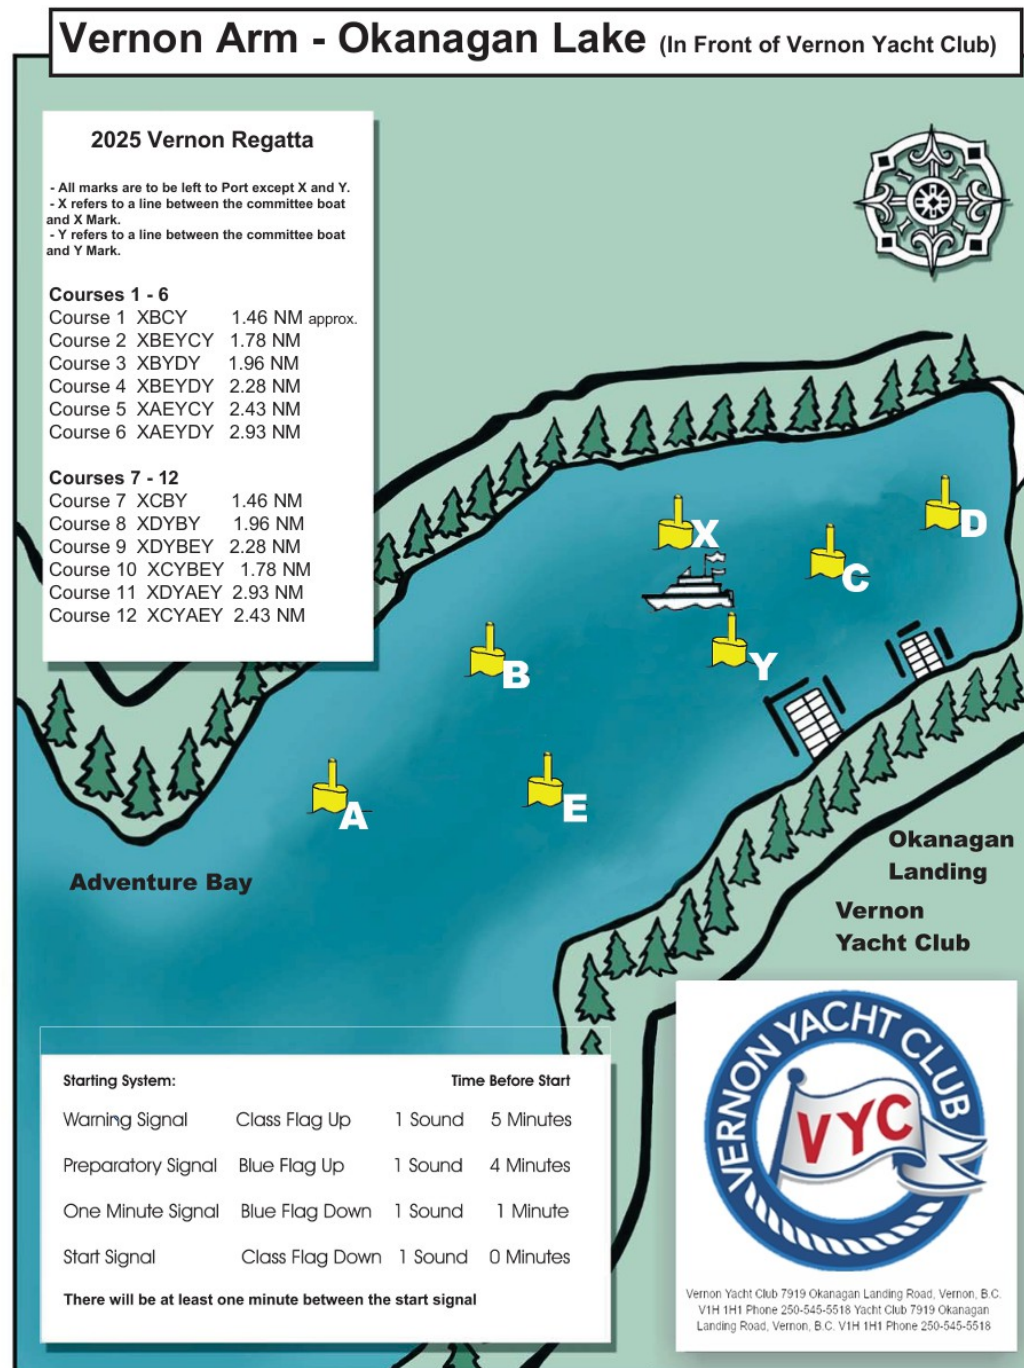 Vernon Arm - Okanagan Lake (In Front of Vernon Yacht Club)
2025 Vernon Regatta
- All marks are to be left to Port except X and Y.
- X refers to a line between the committee boat
and X Mark.
- Y refers to a line between the committee boat
and Y Mark.
Courses 1 - 6
Course 1 XBCY 1.46 NM approx.
Course 2 XBEYCY 1.78 NM
Course 3 XBYDY 1.96 NM
Course 4 XBEYDY 2.28 NM
Course 5 XAEYCY 2.43 NM
Course 6 XAEYDY 2.93 NM
Courses 7 - 12
Course 7 XCBY 1.46 NM
Course 8 XDYBY 1.96 NM
Course 9 XDYBEY 2.28 NM
Course 10 XCYBEY 1.78 NM
Course 11 XDYAEY 2.93 NM
Course 12 XCYAEY 2.43 NM
D
X
C
Y
B
E
A
Adventure Bay
Okanagan
Landing
Vernon
Yacht Club
Starting System: Time Before Start
Warning Signal Class Flag Up 1 Sound 5 Minutes
Preparatory Signal Blue Flag Up 1 Sound 4 Minutes
One Minute Signal Blue Flag Down 1 Sound 1 Minute
Start Signal Class Flag Down 1 Sound 0 Minutes
There will be at least one minute between the start signal
VERNON YACHT CLUB
VYC
Vernon Yacht Club 7919 Okanagan Landing Road, Vernon, B.C.
V1H 1H1 Phone 250-545-5518 Yacht Club 7919 Okanagan
Landing Road, Vernon, B.C. V1H 1H1 Phone 250-545-5518